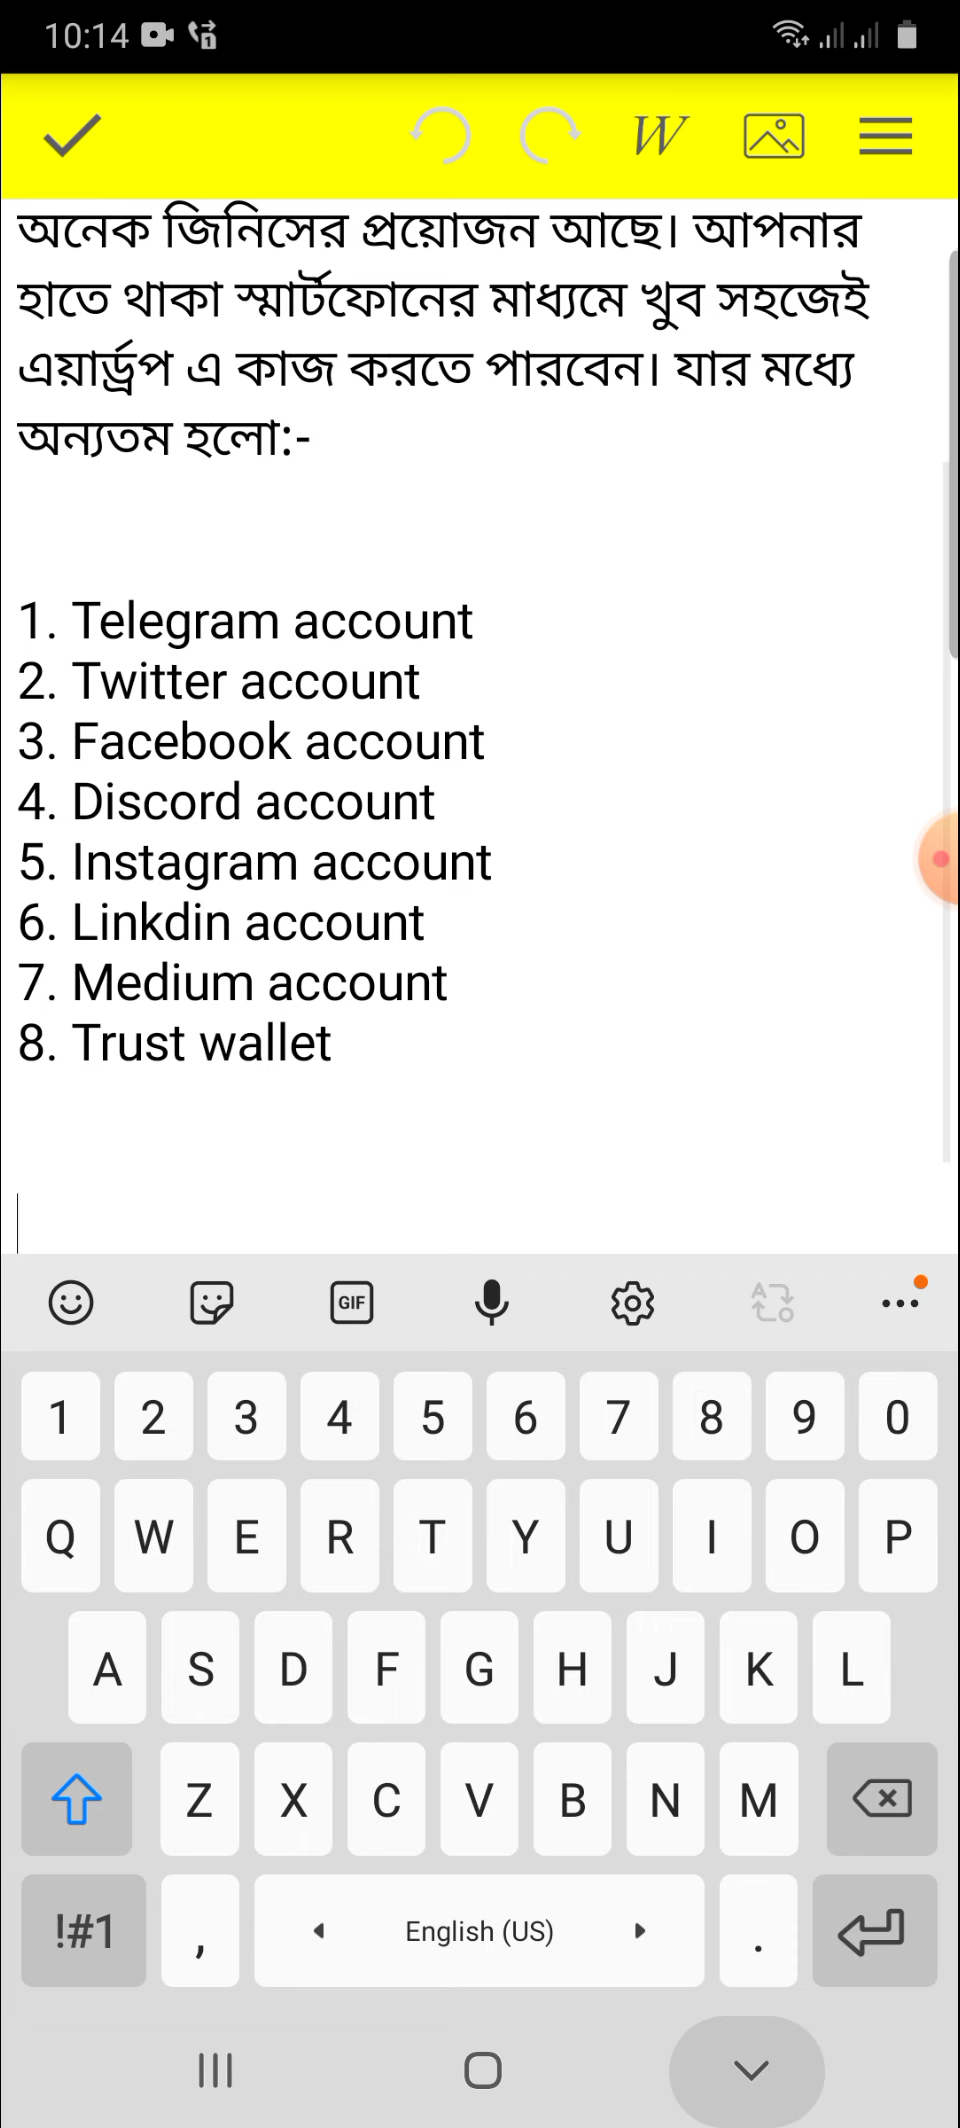 10:14
W
অনেক জিনিসের প্রয়োজন আছে। আপনার
হাতে থাকা স্মার্টফোনের মাধ্যমে খুব সহজেই
এয়ার্ড্রপ এ কাজ করতে পারবেন। যার মধ্যে
অন্যতম হলো:-
1. Telegram account
2. Twitter account
3. Facebook account
4. Discord account
5. Instagram account
6. Linkdin account
7. Medium account
8. Trust wallet
GIF
1 2 3 4 5 6 7 8 9 0
Q W E R T Y U I O P
A S D F G H J K L
Z X C V B N M
!#1 , English (US) .